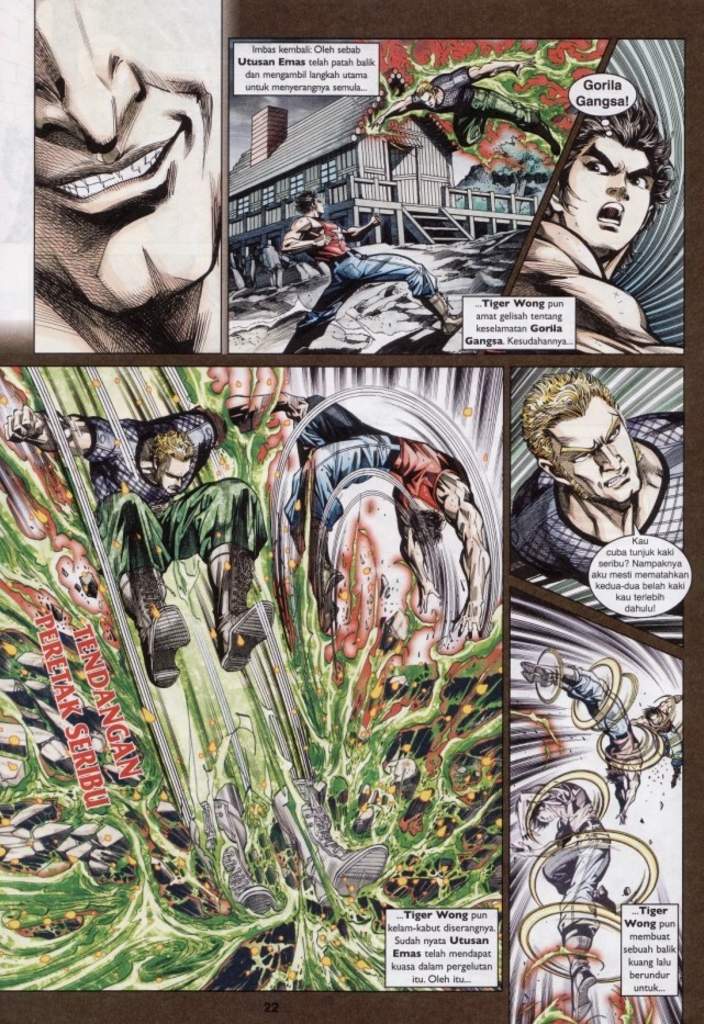 Imbas kembali: Oleh sebab
Utusan Emas telah patah balik
dan mengambil langkah utama
untuk menyerangnya semula...
Gorila
Gangsa!
...Tiger Wong pun
amat gelisah tentang
keselamatan Gorila
Gangsa. Kesudahannya...
TENDANGAN
PERETAK SERIBU
Kau
cuba tunjuk kaki
seribu? Nampaknya
aku mesti mematahkan
kedua-dua belah kaki
kau terlebih
dahulu!
...Tiger Wong pun
kelam-kabut diserangnya.
Sudah nyata Utusan
Emas telah mendapat
kuasa dalam pergelutan
itu. Oleh itu...
...Tiger
Wong pun
membuat
sebuah balik
kuang lalu
berundur
untuk...
22